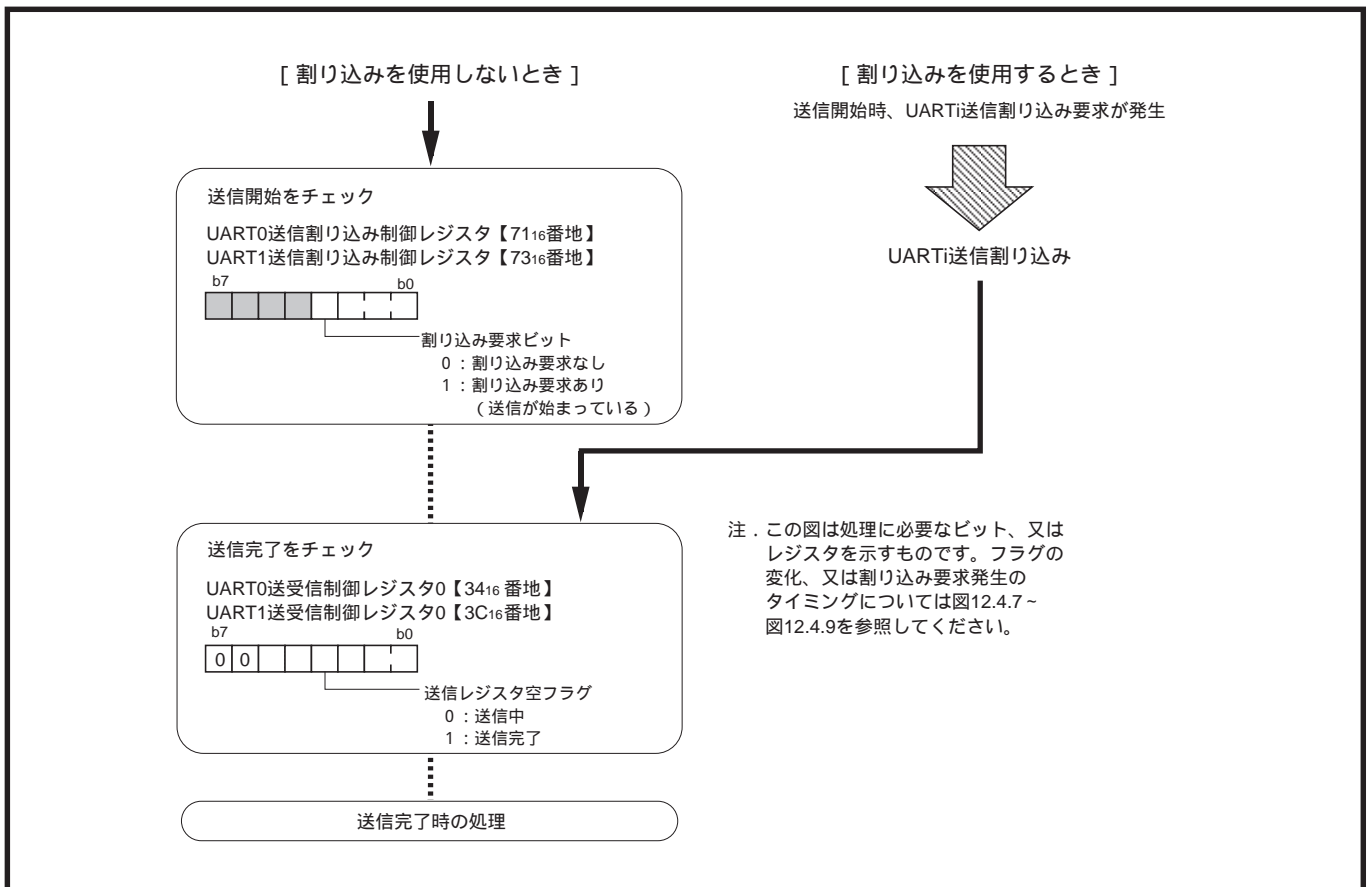 [ 割り込みを使用しないとき ]
送信開始をチェック
UART0送信割り込み制御レジスタ【7116番地】
UART1送信割り込み制御レジスタ【7316番地】
b7 b0
割り込み要求ビット
0 : 割り込み要求なし
1 : 割り込み要求あり
( 送信が始まっている )
[ 割り込みを使用するとき ]
送信開始時、UARTi送信割り込み要求が発生
UARTi送信割り込み
送信完了をチェック
UART0送受信制御レジスタ0【3416 番地】
UART1送受信制御レジスタ0【3C16番地】
b7 b0
0 0
送信レジスタ空フラグ
0 : 送信中
1 : 送信完了
送信完了時の処理
注 . この図は処理に必要なビット、又は
レジスタを示すものです。フラグの
変化、又は割り込み要求発生の
タイミングについては図12.4.7 ~
図12.4.9を参照してください。